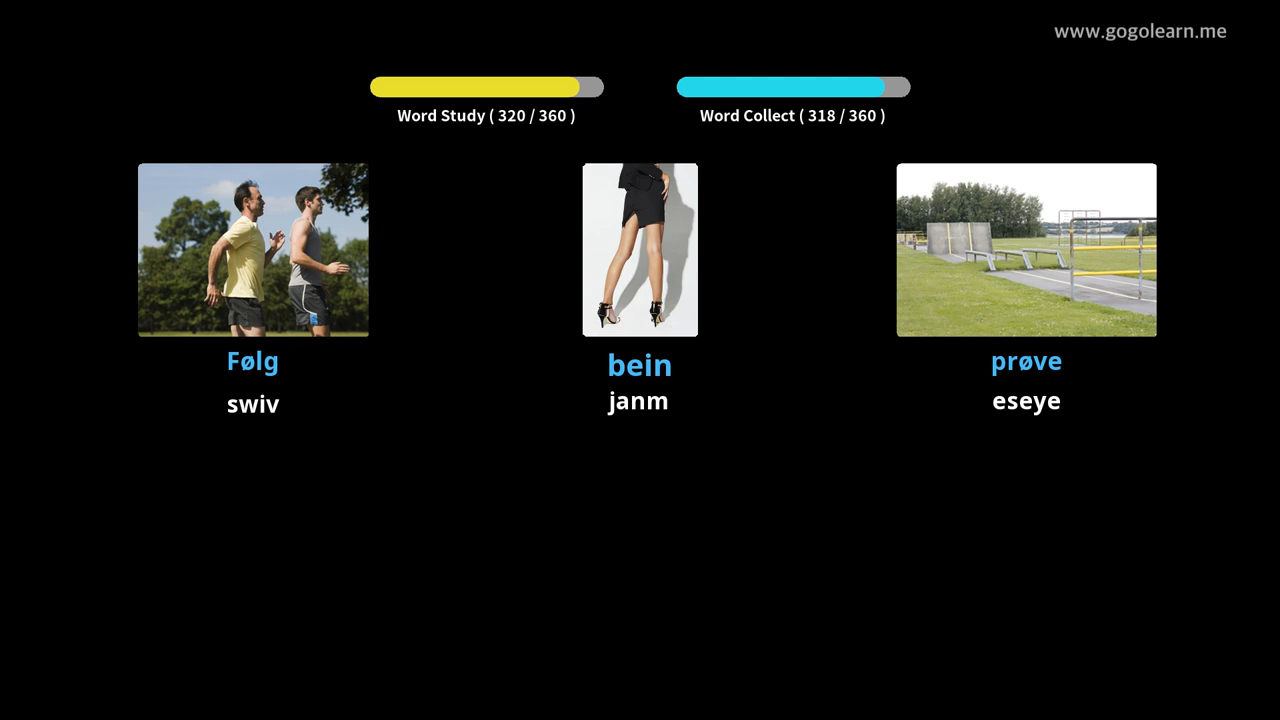 www.gogolearn.me
Word Study ( 320 / 360 )
Word Collect ( 318 / 360 )
Følg
bein
prøve
swiv
janm
eseye